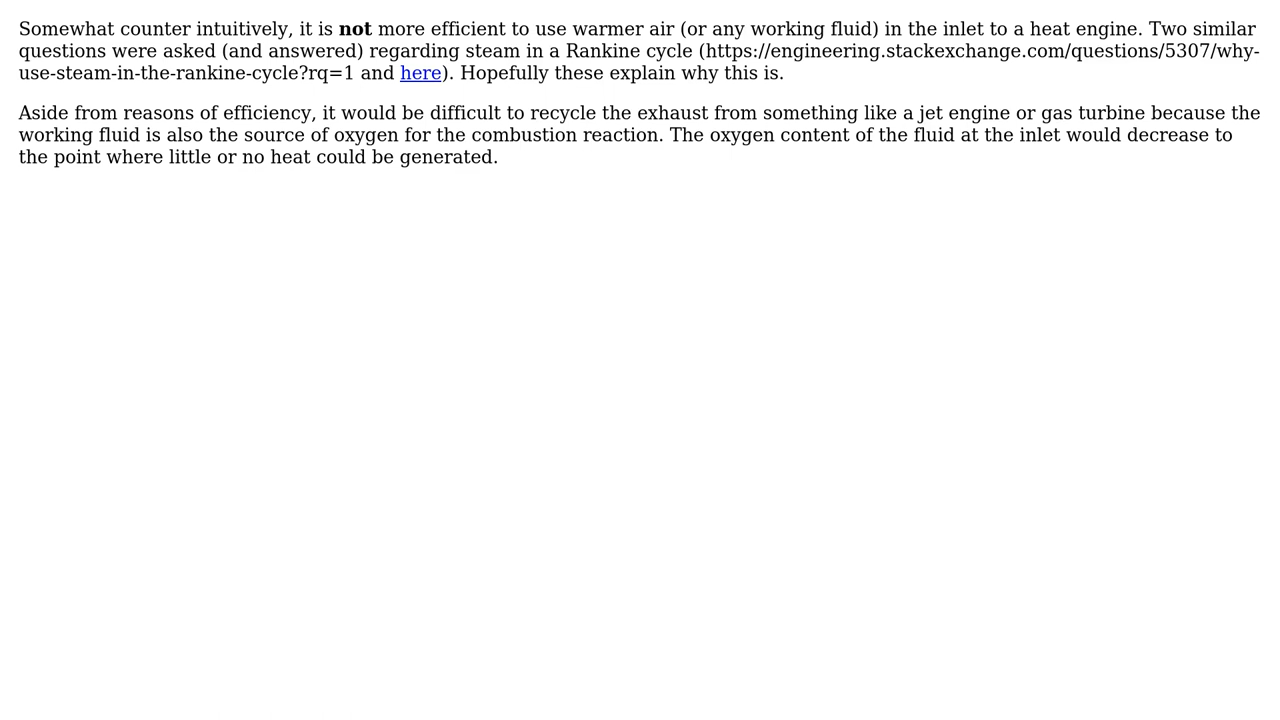 Somewhat counter intuitively, it is not more efficient to use warmer air (or any working fluid) in the inlet to a heat engine. Two similar
questions were asked (and answered) regarding steam in a Rankine cycle (https://engineering.stackexchange.com/questions/5307/why-
use-steam-in-the-rankine-cycle?rq=1 and here). Hopefully these explain why this is.
Aside from reasons of efficiency, it would be difficult to recycle the exhaust from something like a jet engine or gas turbine because the
working fluid is also the source of oxygen for the combustion reaction. The oxygen content of the fluid at the inlet would decrease to
the point where little or no heat could be generated.